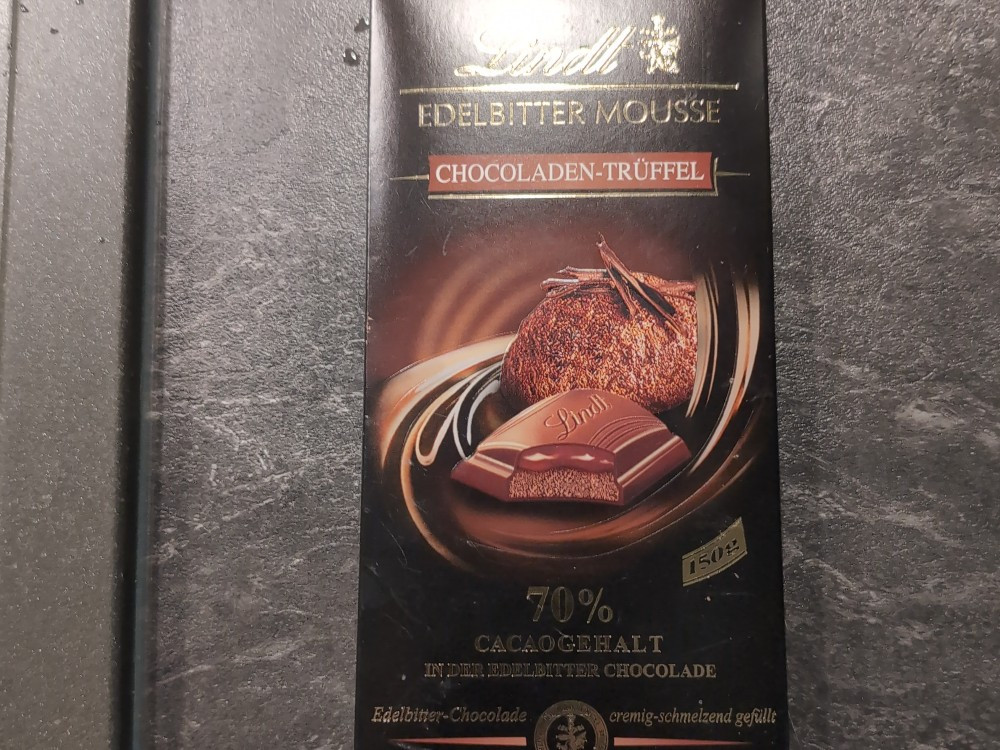 Lindt
EDELBITTER MOUSSE
CHOCOLADEN-TRÜFFEL
Lindt
150g
70%
CACAOGEHALT
IN DER EDELBITTER CHOCOLADE
Edelbitter-Chocolade cremig-schmelzend gefüllt